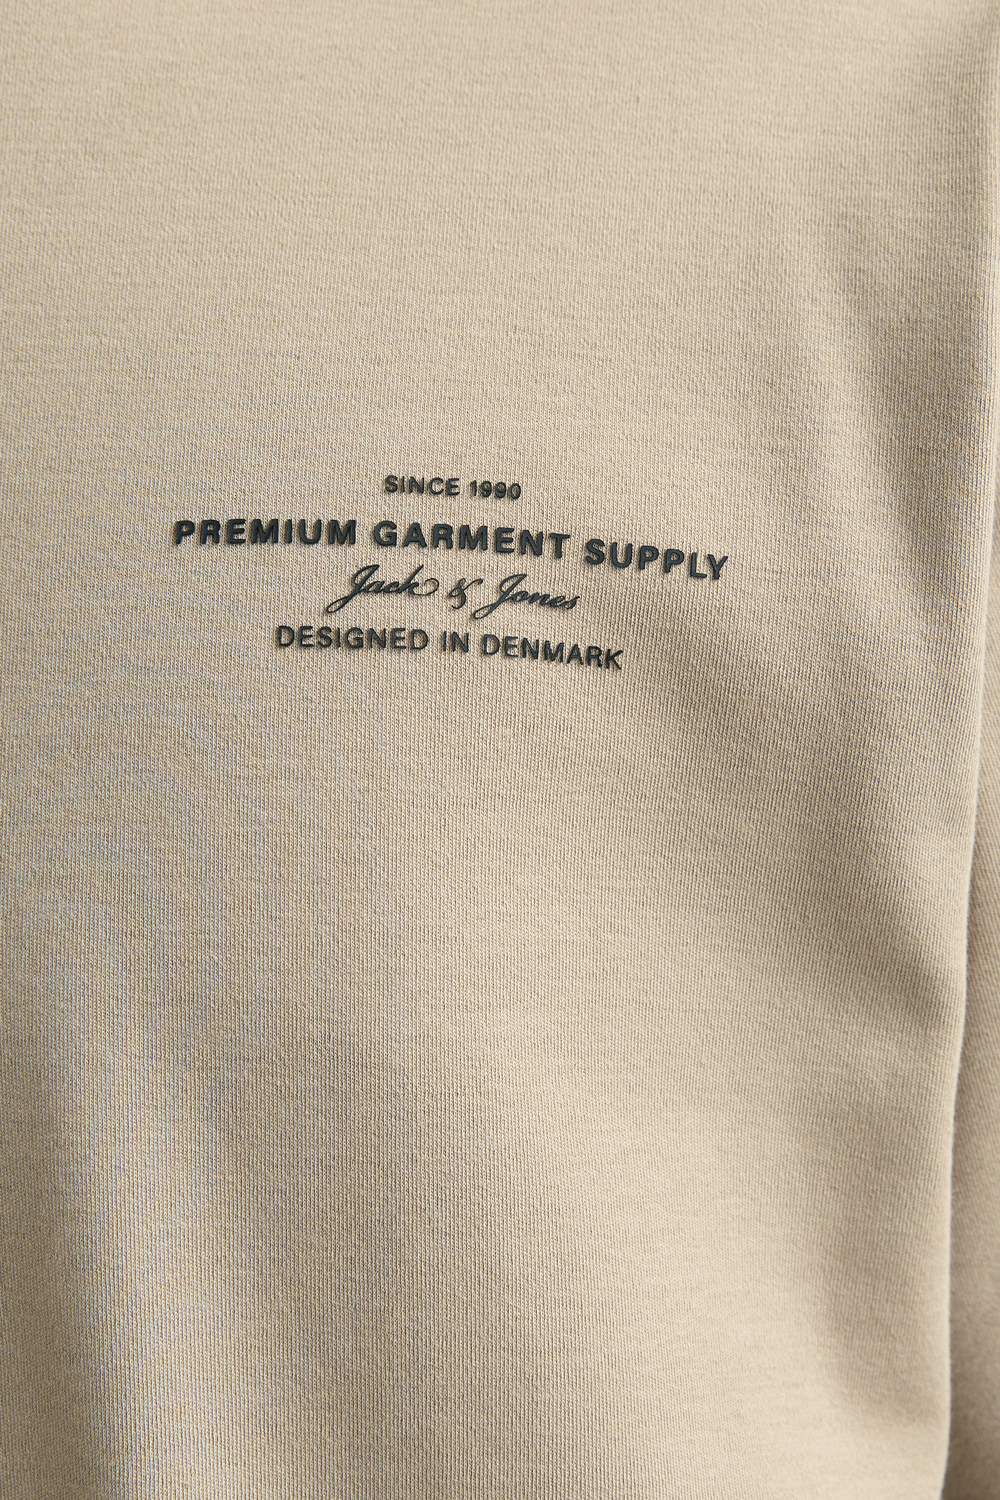 SINCE 1990
PREMIUM GARMENT SUPPLY
Jack & Jones
DESIGNED IN DENMARK